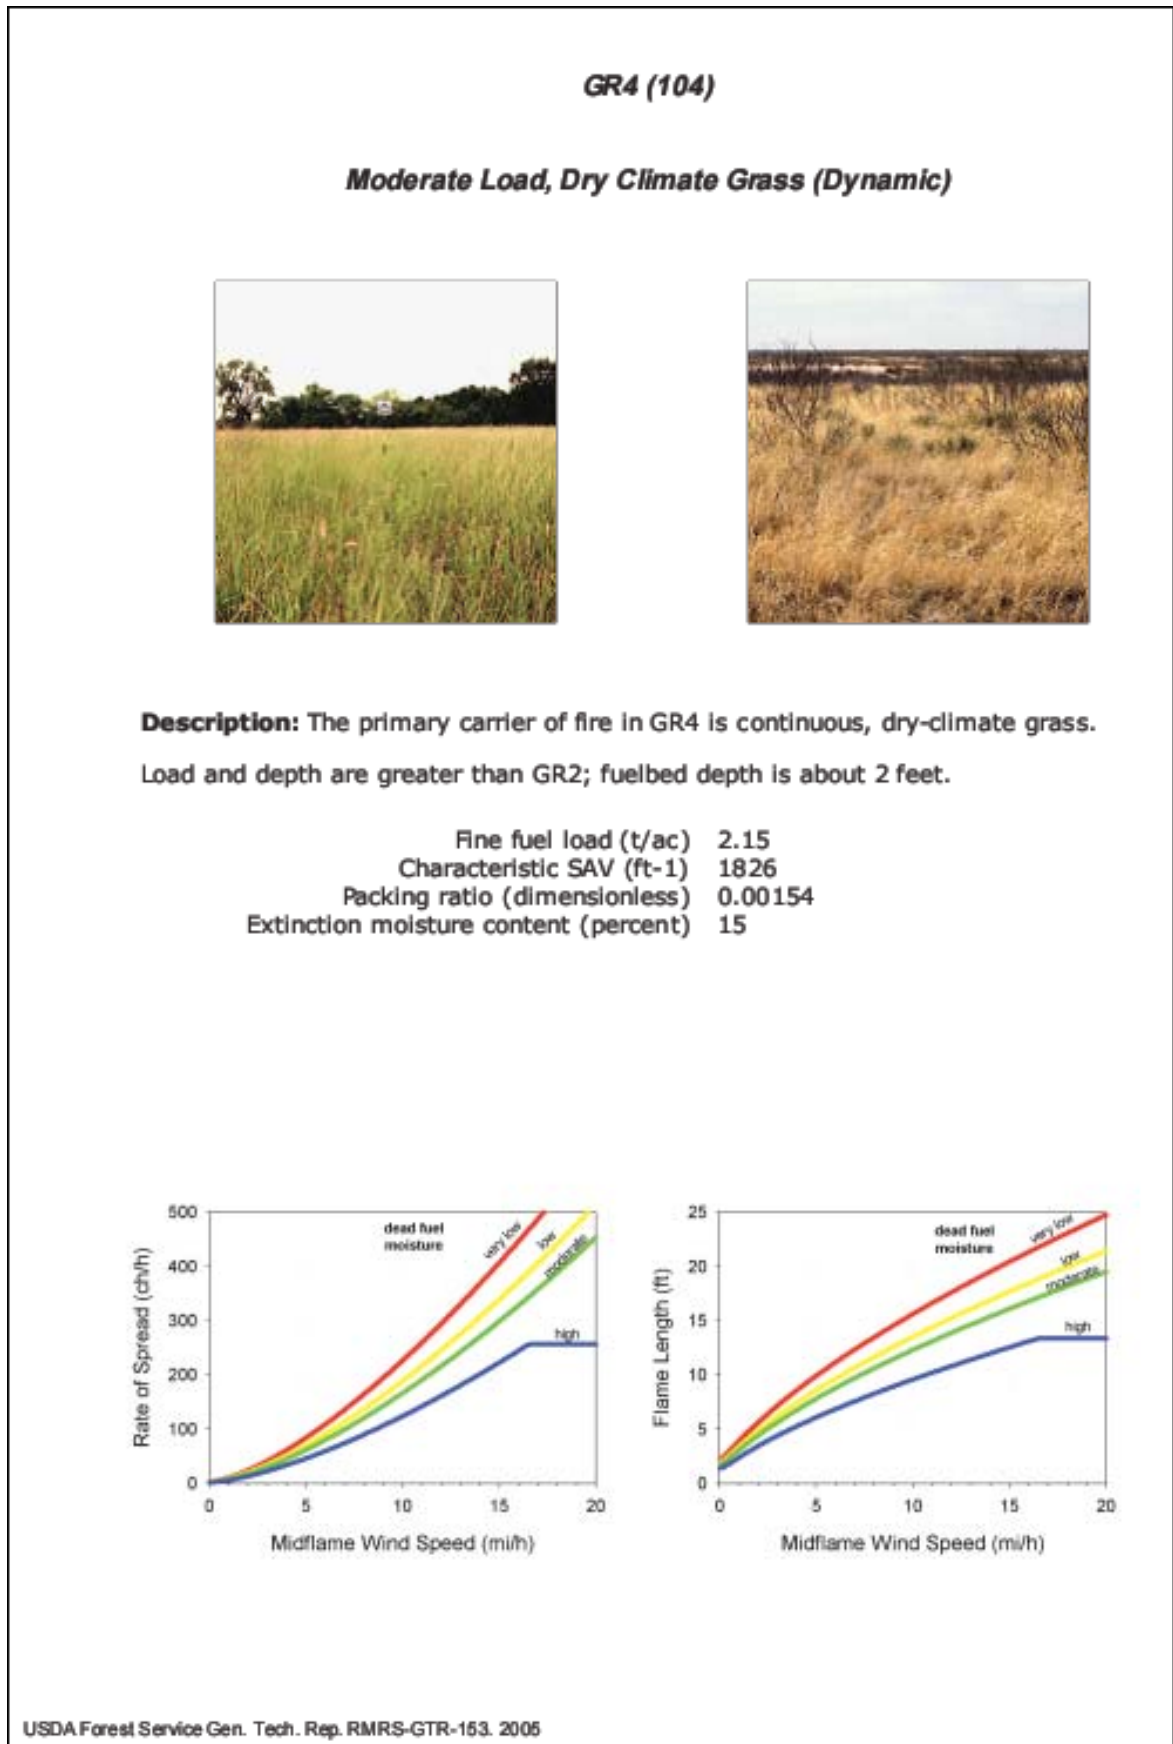 GR4 (104)
Moderate Load, Dry Climate Grass (Dynamic)
Description: The primary carrier of fire in GR4 is continuous, dry-climate grass.
Load and depth are greater than GR2; fuelbed depth is about 2 feet.
Fine fuel load (t/ac) 2.15
Characteristic SAV (ft-1) 1826
Packing ratio (dimensionless) 0.00154
Extinction moisture content (percent) 15
Rate of Spread (ch/h)
500
400
300
200
100
0
dead fuel
moisture
very low
low
moderate
high
0 5 10 15 20
Midflame Wind Speed (mi/h)
Flame Length (ft)
25
20
15
10
5
0
dead fuel
moisture
very low
low
moderate
high
0 5 10 15 20
Midflame Wind Speed (mi/h)
USDA Forest Service Gen. Tech. Rep. RMRS-GTR-153. 2005